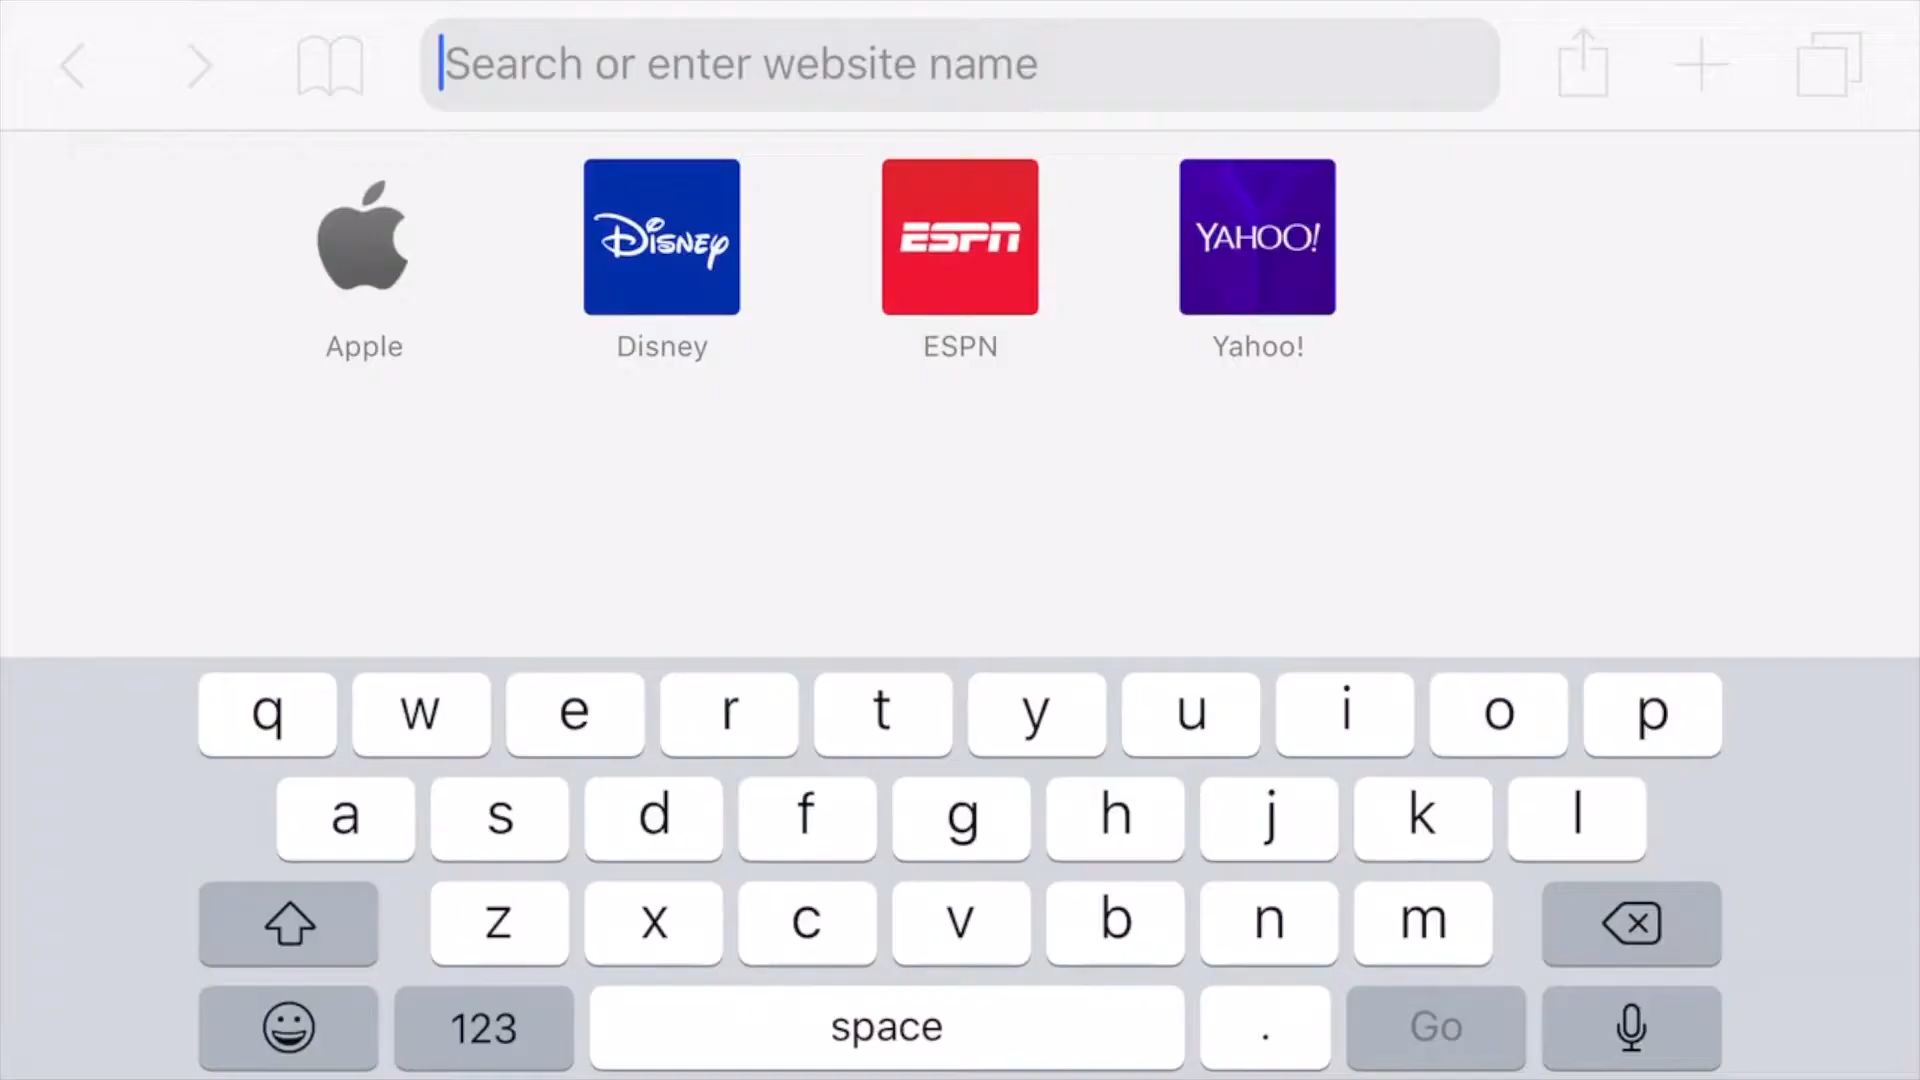 Search or enter website name
Disney
ESPN
YAHOO!
Apple
Disney
ESPN
Yahoo!
q w e r t y u i o p
a s d f g h j k l
z x c v b n m
123 space . Go